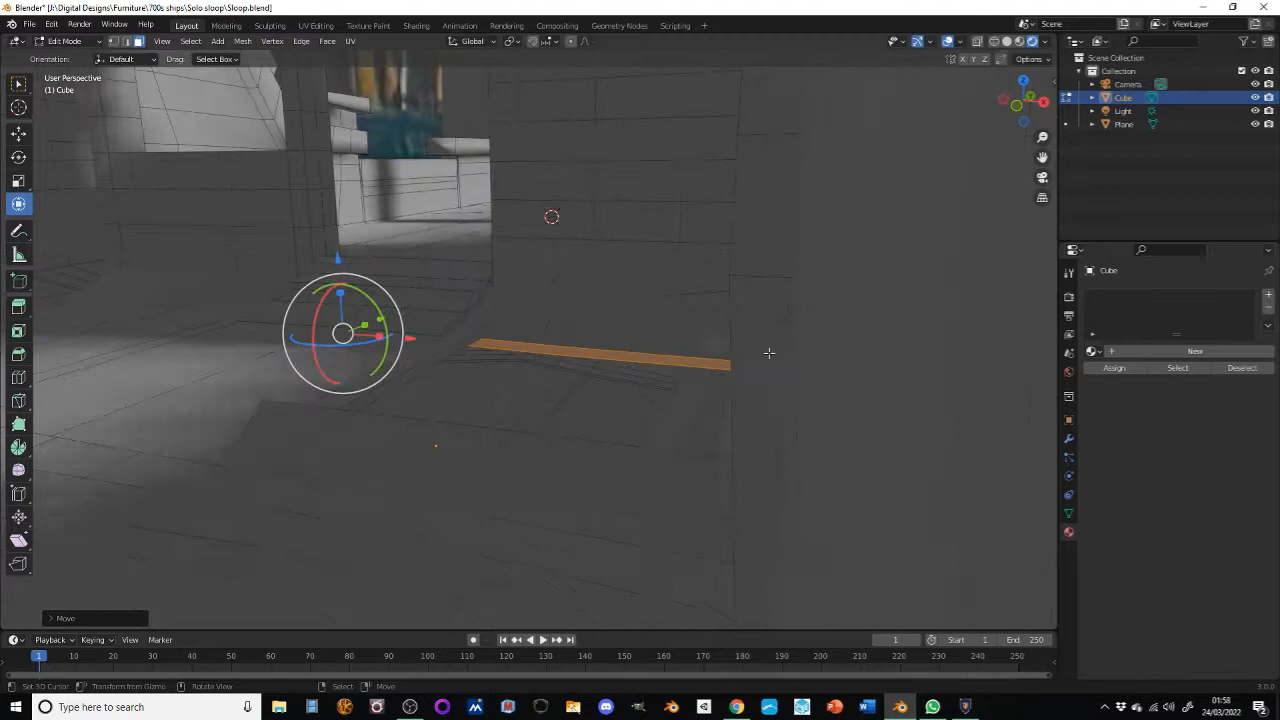 Blender* [J:\Digital Designs\Furniture\700s ships\Solo sloop\Sloop.blend]
File Edit Render Window Help Layout Modeling Sculpting UV Editing Texture Paint Shading Animation Rendering Compositing Geometry Nodes Scripting + Scene ViewLayer
Edit Mode View Select Add Mesh Vertex Edge Face UV Global
Orientation: Default Drag: Select Box X Y Z Options
User Perspective
(1) Cube
Scene Collection
Collection
Camera
Cube
Light
Plane
Cube
New
Assign Select Deselect
Move
Playback Keying View Marker 1 Start 1 End 250
1 10 20 30 40 50 60 70 80 90 100 110 120 130 140 150 160 170 180 190 200 210 220 230 240 250
Set 3D Cursor Transform from Gizmo Rotate View Select Move 3.0.0
Type here to search
01:58
24/03/2022